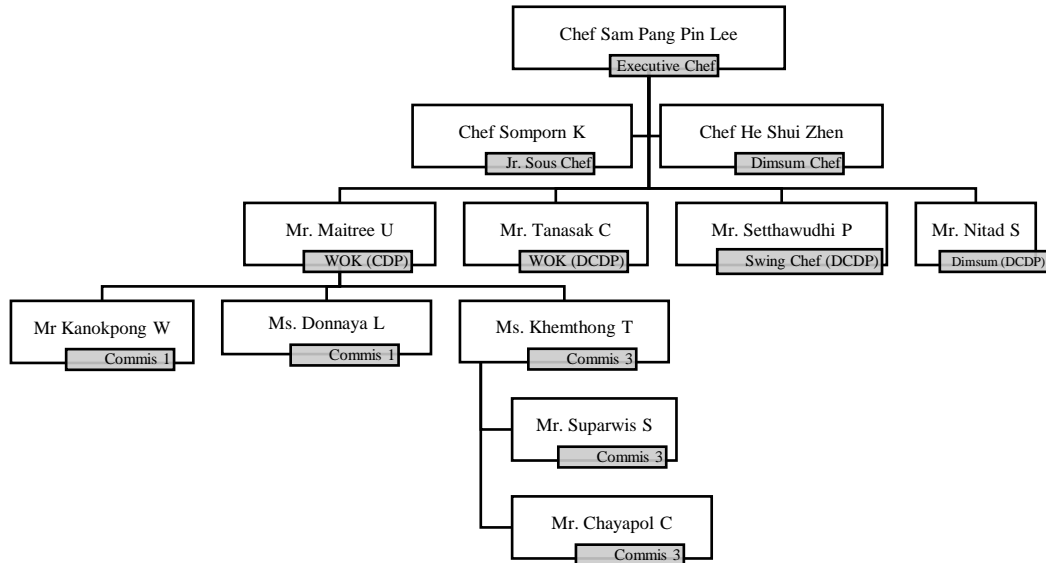 Chef Sam Pang Pin Lee
Executive Chef
Chef Somporn K
Jr. Sous Chef
Chef He Shui Zhen
Dimsum Chef
Mr. Maitree U
WOK (CDP)
Mr. Tanasak C
WOK (DCDP)
Mr. Setthawudhi P
Swing Chef (DCDP)
Mr. Nitad S
Dimsum (DCDP)
Mr Kanokpong W
Commis 1
Ms. Donnaya L
Commis 1
Ms. Khemthong T
Commis 3
Mr. Suparwis S
Commis 3
Mr. Chayapol C
Commis 3